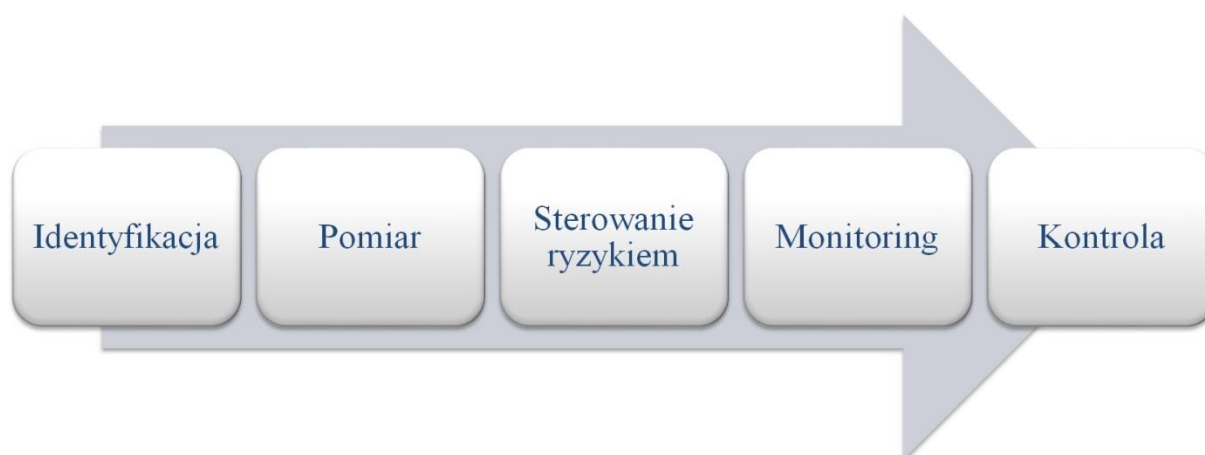 Identyfikacja
Pomiar
Sterowanie
ryzykiem
Monitoring
Kontrola